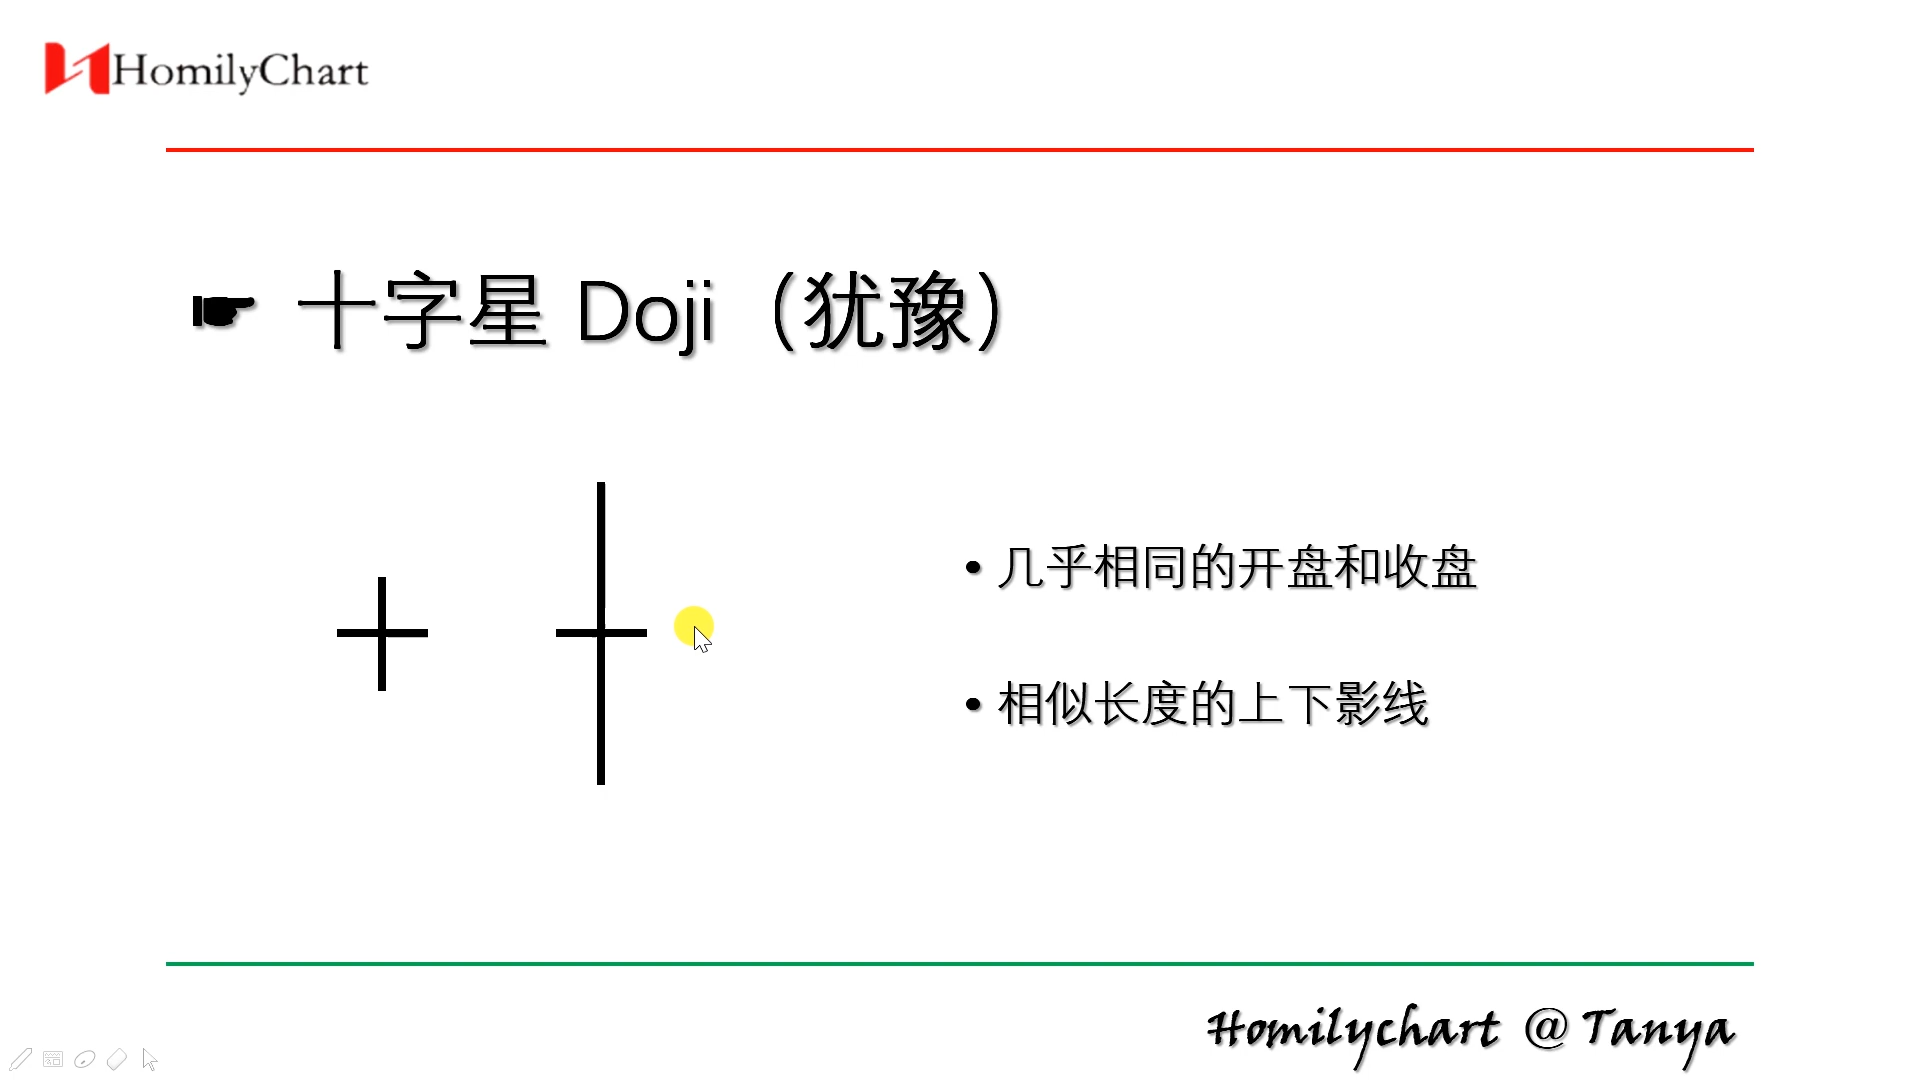 HomilyChart
十字星 Doji（犹豫）
• 几乎相同的开盘和收盘
• 相似长度的上下影线
Homilychart @ Tanya